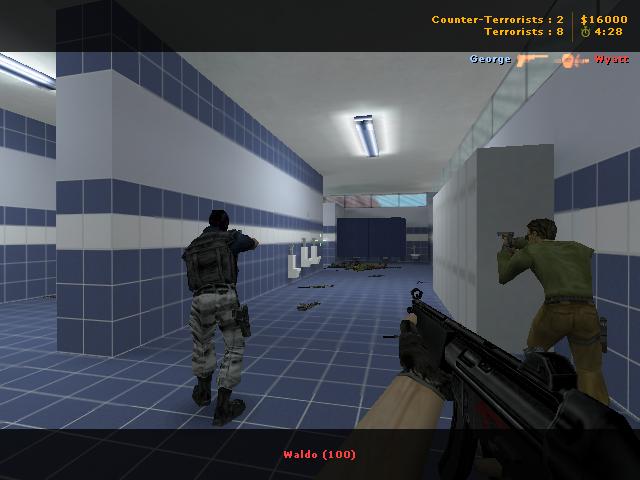 Counter-Terrorists : 2 $16000
Terrorists : 8 4:28
George Wyatt
Waldo (100)